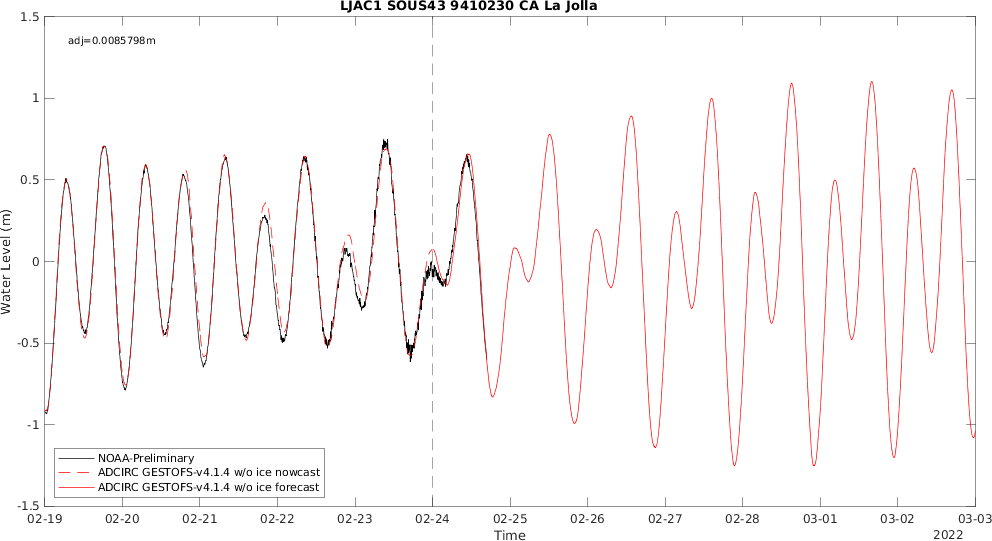 LJAC1 SOUS43 9410230 CA La Jolla
1.5
adj=0.0085798m
1
0.5
0
-0.5
-1
-1.5
Water Level (m)
NOAA-Preliminary
ADCIRC GESTOFS-v4.1.4 w/o ice nowcast
ADCIRC GESTOFS-v4.1.4 w/o ice forecast
02-19 02-20 02-21 02-22 02-23 02-24 02-25 02-26 02-27 02-28 03-01 03-02 03-03
Time
2022